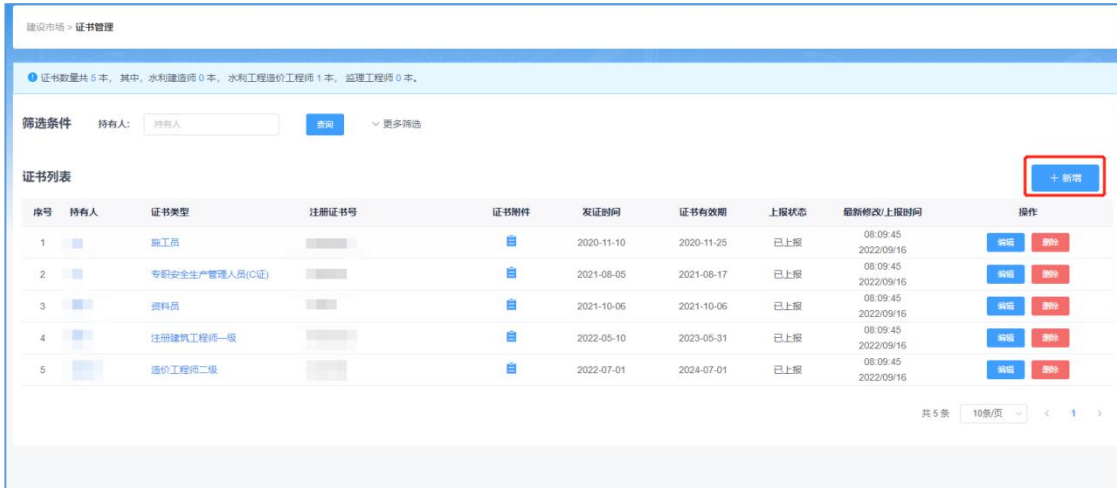 建设市场 > 证书管理
证书数量共 5 本， 其中， 水利建造师 0 本， 水利工程造价工程师 1 本， 监理工程师 0 本。
筛选条件 持有人： 持有人 查询 更多筛选
证书列表 + 新增
序号 持有人 证书类型 注册证书号 证书附件 发证时间 证书有效期 上报状态 最新修改/上报时间 操作
1 施工员 2020-11-10 2020-11-25 已上报 08:09:45 编辑 删除
2022/09/16
2 专职安全生产管理人员(C证) 2021-08-05 2021-08-17 已上报 08:09:45 编辑 删除
2022/09/16
3 资料员 2021-10-06 2021-10-06 已上报 08:09:45 编辑 删除
2022/09/16
4 注册建筑工程师一级 2022-05-10 2023-05-31 已上报 08:09:45 编辑 删除
2022/09/16
5 造价工程师二级 2022-07-01 2024-07-01 已上报 08:09:45 编辑 删除
2022/09/16
共 5 条 10条/页 < 1 >